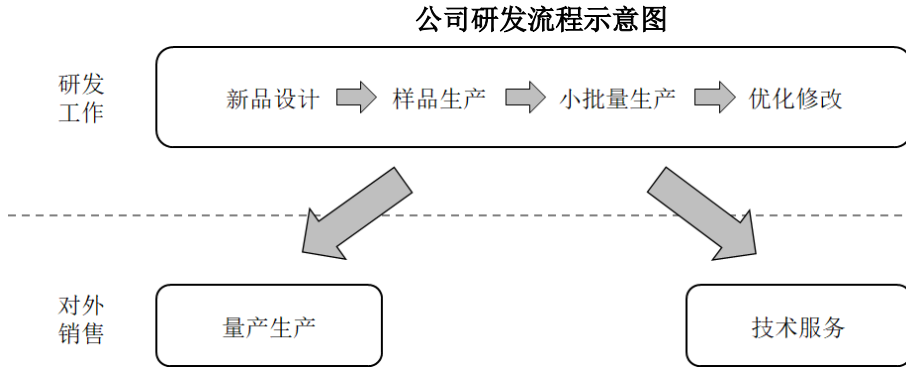 公司研发流程示意图
研发
工作
新品设计 样品生产 小批量生产 优化修改
对外
销售
量产生产 技术服务